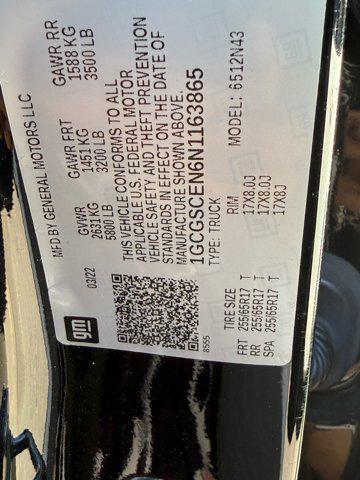 gm
MFD BY GENERAL MOTORS LLC
03/22
GVWR GAWR FRT GAWR RR
2631 KG 1451 KG 1588 KG
5800 LB 3200 LB 3500 LB
THIS VEHICLE CONFORMS TO ALL
APPLICABLE U.S. FEDERAL MOTOR
VEHICLE SAFETY AND THEFT PREVENTION
STANDARDS IN EFFECT ON THE DATE OF
MANUFACTURE SHOWN ABOVE.
1GCGSCEN6N1163865
8555 TYPE: TRUCK MODEL: 6512N43
TIRE SIZE RIM
FRT 255/65R17 T 17X8.0J
RR 255/65R17 T 17X8.0J
SPA 255/65R17 T 17X8J